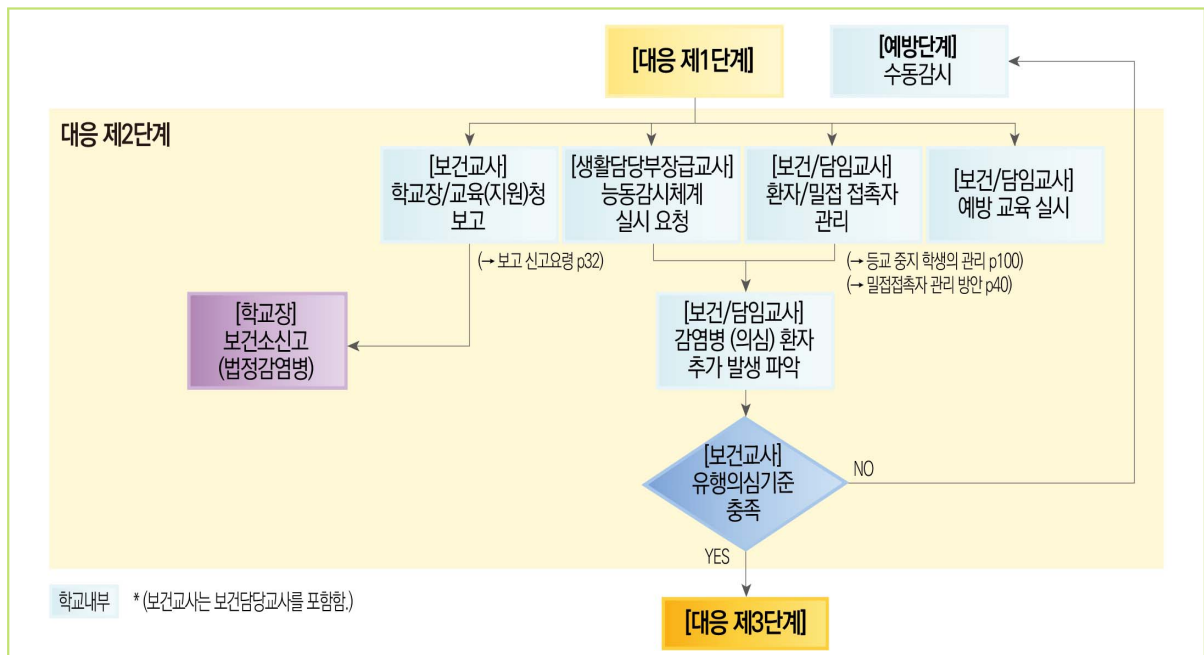 [대응 제1단계]
[예방단계]
수동감시
대응 제2단계
[보건교사]
학교장/교육(지원)청
보고
[생활담당부장급교사]
능동감시체계
실시 요청
[보건/담임교사]
환자/밀접 접촉자
관리
[보건/담임교사]
예방 교육 실시
(→ 보고 신고요령 p32)
(→ 등교 중지 학생의 관리 p100)
(→ 밀접접촉자 관리 방안 p40)
[학교장]
보건소신고
(법정감염병)
[보건/담임교사]
감염병 (의심) 환자
추가 발생 파악
[보건교사]
유행의심기준
충족
NO
YES
학교내부
* (보건교사는 보건담당교사를 포함함.)
[대응 제3단계]